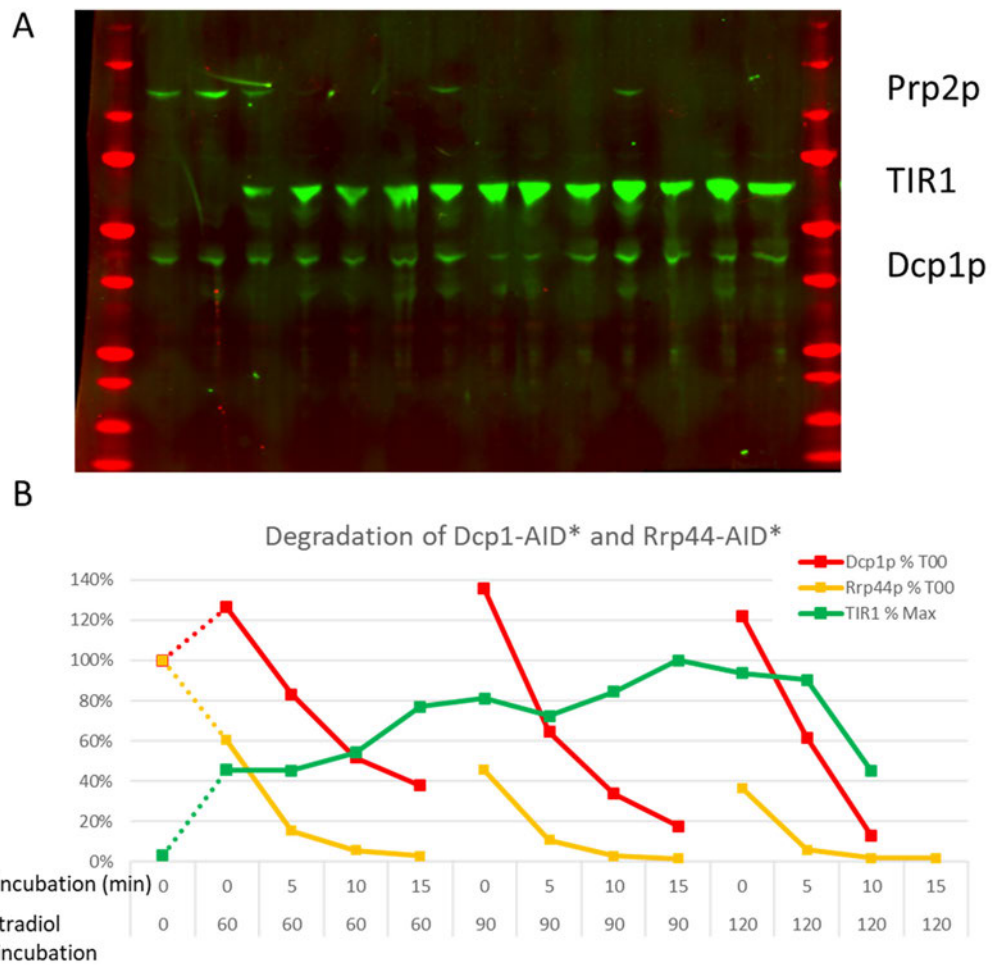 A
Prp2p
TIR1
Dcp1p
B
Degradation of Dcp1-AID* and Rrp44-AID*
Dcp1p % T00
Rrp44p % T00
TIR1 % Max
140%
120%
100%
80%
60%
40%
20%
0%
ncubation (min) 0 0 5 10 15 0 5 10 15 0 5 10 15
tradiol 0 60 60 60 60 90 90 90 90 120 120 120 120
ncubation